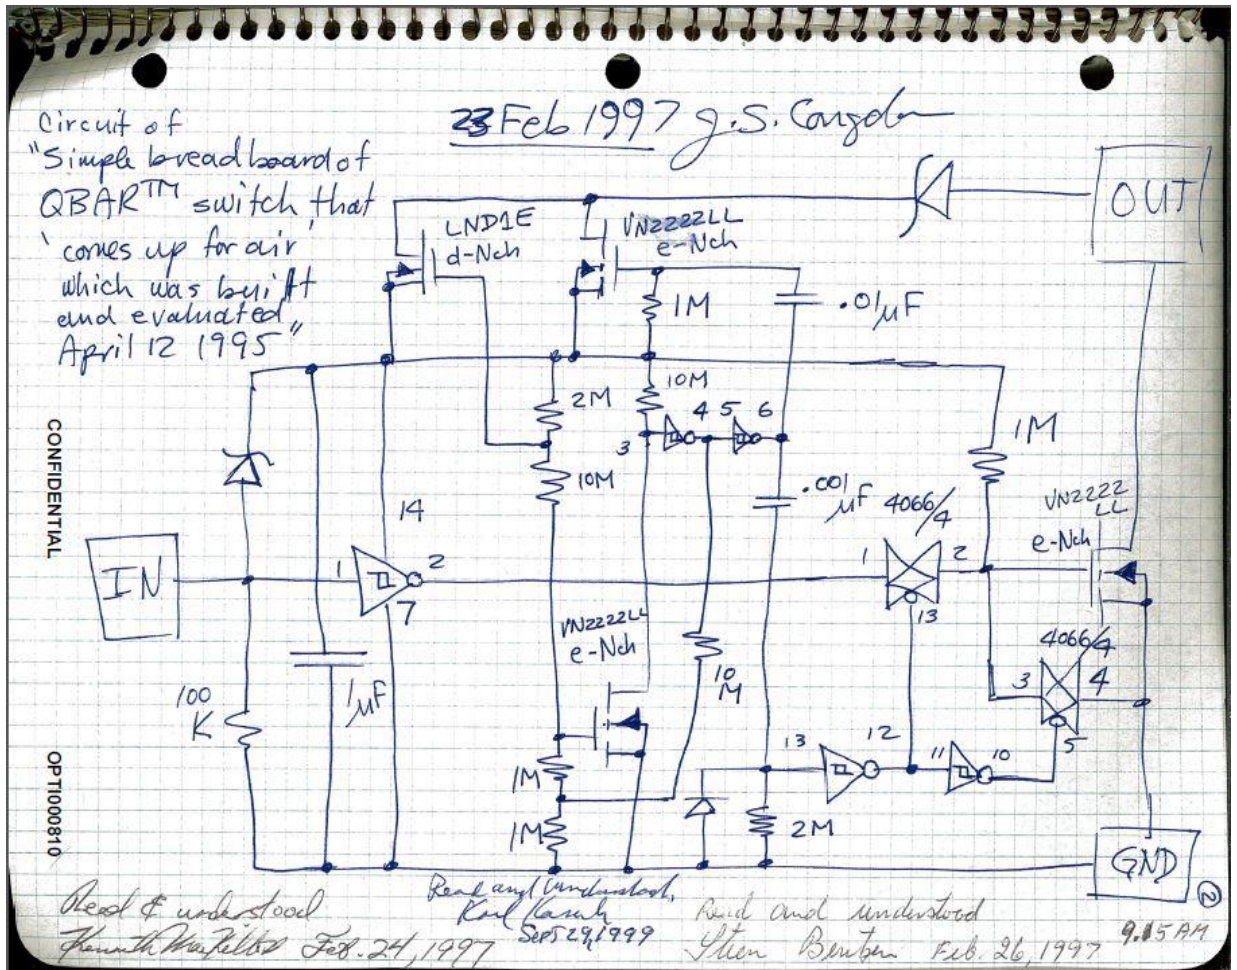 23 Feb 1997 J.S. Congdon
Circuit of
"Simple breadboard of
QBAR™ switch that
'comes up for air'
which was built
and evaluated
April 12 1995"
OUT
LND1E
d-Nch
VN2222LL
e-Nch
1M
.01µF
2M
10M
3
4
5
6
10M
1M
.001
µF
4066/4
VN2222
LL
e-Nch
CONFIDENTIAL
14
IN
1
2
7
1
2
13
VN2222LL
e-Nch
4066/4
3
4
5
100
K
1µF
10
M
13
12
11
10
1M
1M
2M
OPTI000810
GND
2
Read & understood
Feb. 24, 1997
Read and Understood,
Karl
Sept 29, 1999
Read and understood
Feb. 26, 1997
9.15 AM